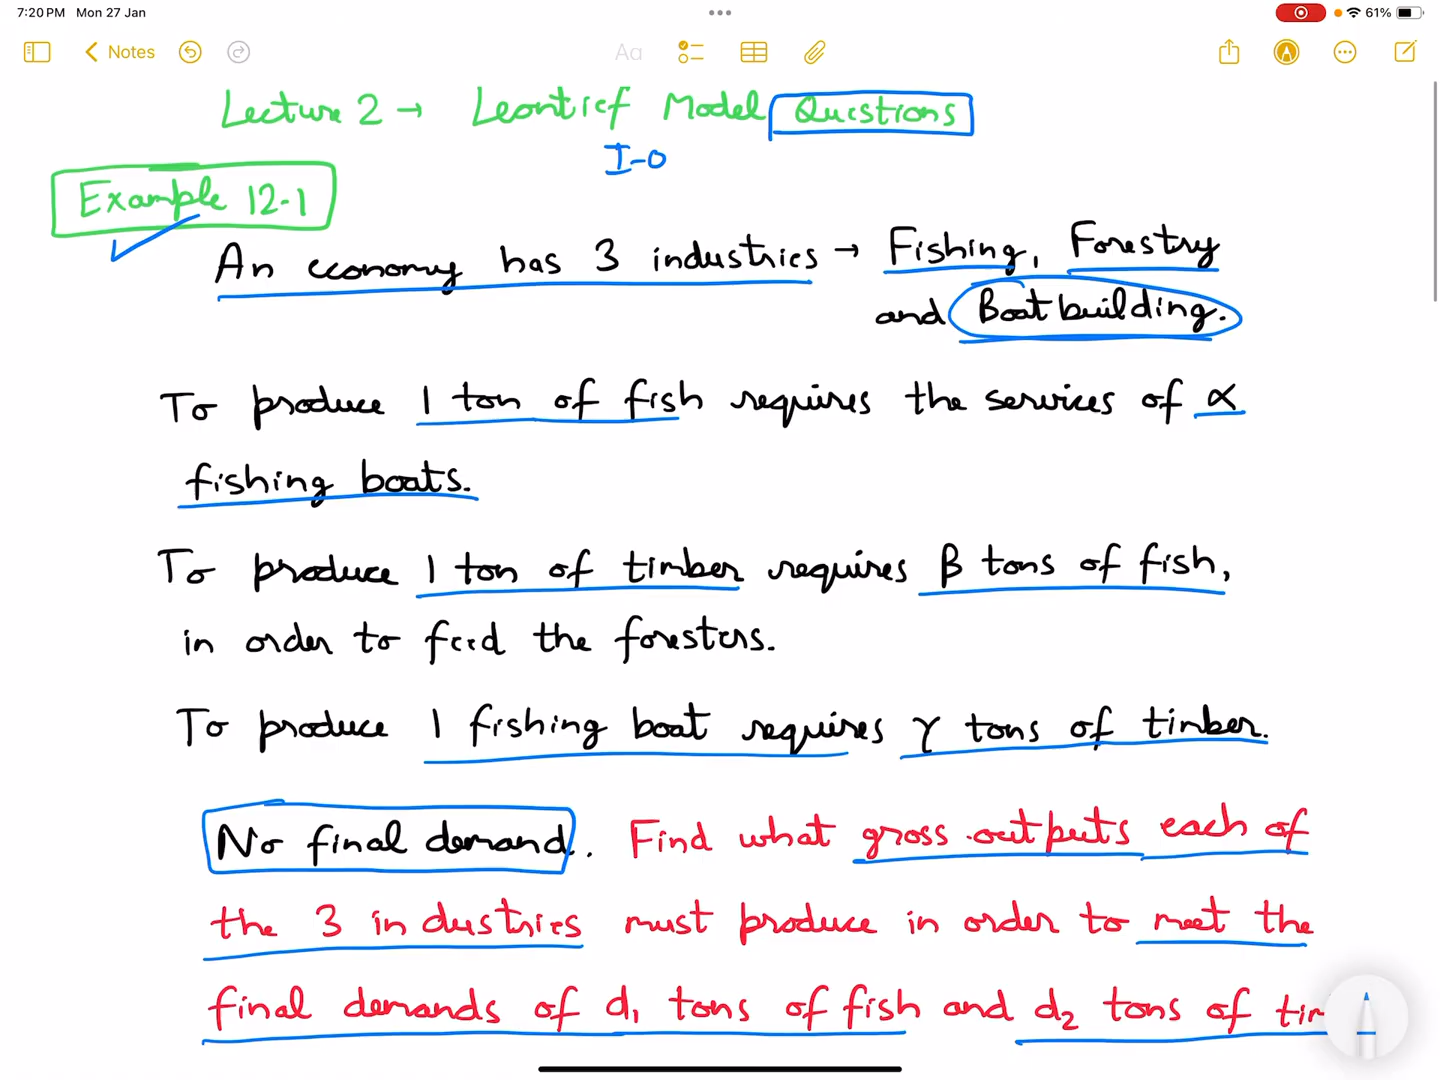 7:20 PM Mon 27 Jan
61%
Notes
Aa
Lecture 2 → Leontief Model Questions
I-O
Example 12-1
An economy has 3 industries → Fishing, Forestry
and Boatbuilding.
To produce 1 ton of fish requires the services of α
fishing boats.
To produce 1 ton of timber requires β tons of fish,
in order to feed the foresters.
To produce 1 fishing boat requires γ tons of timber.
No final demand. Find what gross outputs each of
the 3 industries must produce in order to meet the
final demands of d₁ tons of fish and d₂ tons of